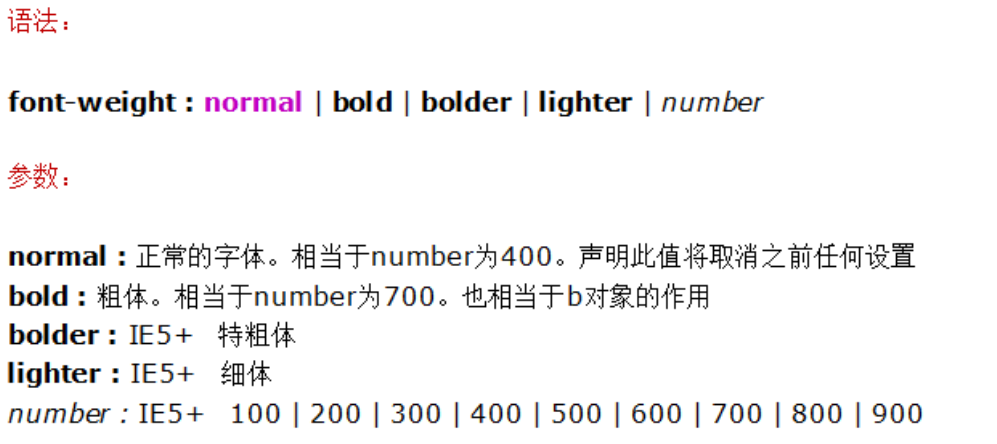 语法：
font-weight : normal | bold | bolder | lighter | number
参数：
normal : 正常的字体。相当于number为400。声明此值将取消之前任何设置
bold : 粗体。相当于number为700。也相当于b对象的作用
bolder : IE5+ 特粗体
lighter : IE5+ 细体
number : IE5+ 100 | 200 | 300 | 400 | 500 | 600 | 700 | 800 | 900